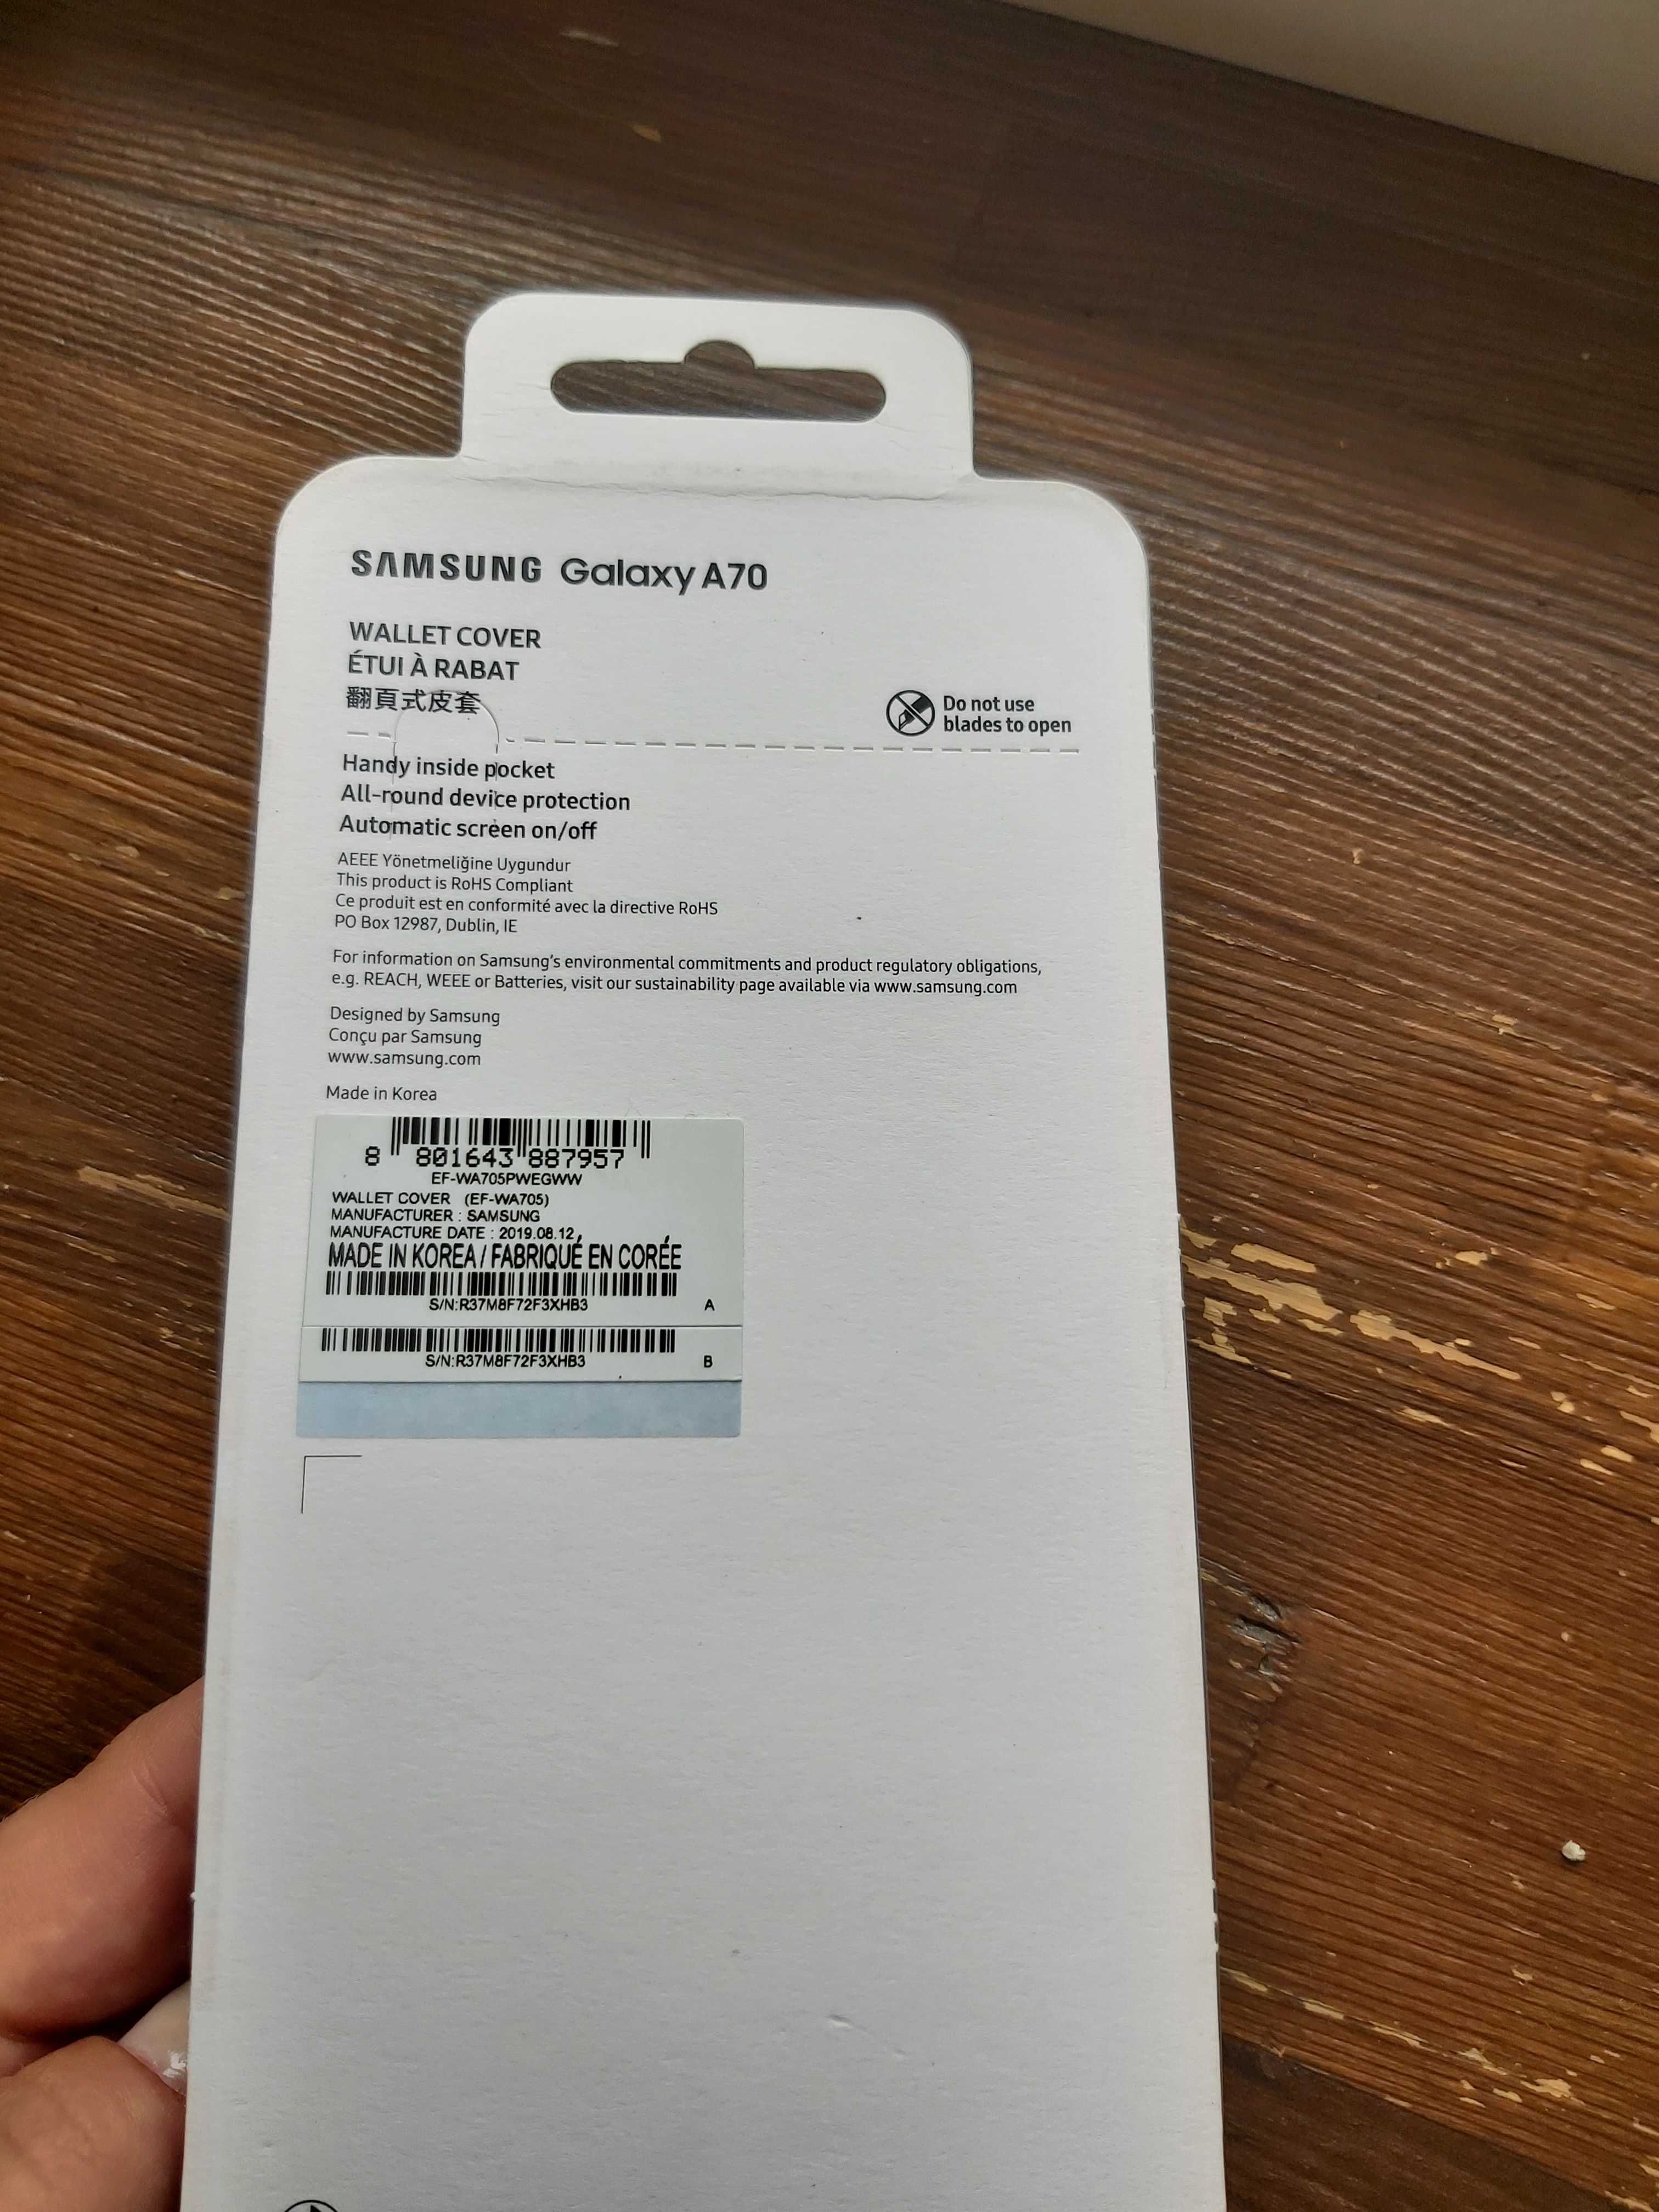 SAMSUNG Galaxy A70
WALLET COVER
ÉTUI À RABAT
翻頁式皮套
Do not use
blades to open
Handy inside pocket
All-round device protection
Automatic screen on/off
AEEE Yönetmeliğine Uygundur
This product is RoHS Compliant
Ce produit est en conformité avec la directive RoHS
PO Box 12987, Dublin, IE
For information on Samsung's environmental commitments and product regulatory obligations,
e.g. REACH, WEEE or Batteries, visit our sustainability page available via www.samsung.com
Designed by Samsung
Conçu par Samsung
www.samsung.com
Made in Korea
8 801643 887957
EF-WA705PWEGWW
WALLET COVER (EF-WA705)
MANUFACTURER : SAMSUNG
MANUFACTURE DATE : 2019.08.12
MADE IN KOREA / FABRIQUÉ EN CORÉE
S/N:R37M8F72F3XHB3 A
S/N:R37M8F72F3XHB3 B